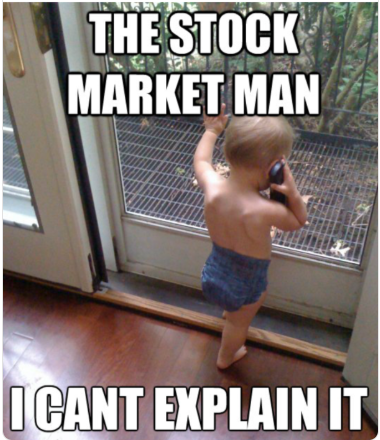 THE STOCK
MARKET MAN
I CANT EXPLAIN IT